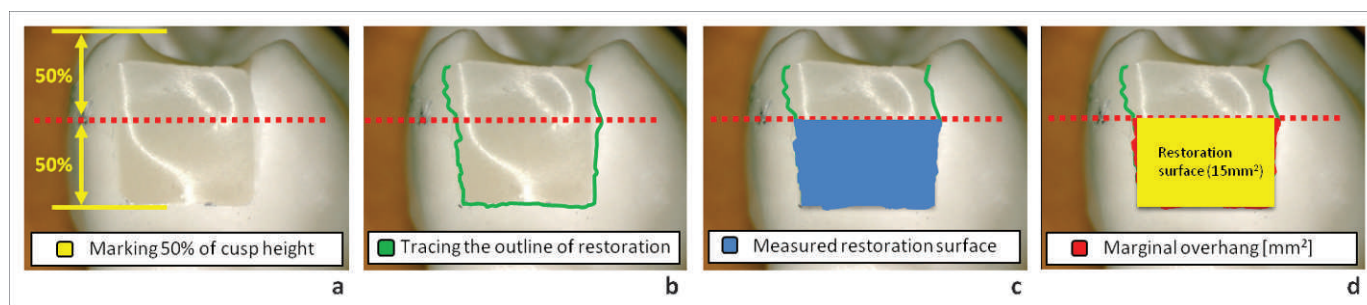 50%
50%
Marking 50% of cusp height
a
Tracing the outline of restoration
b
Measured restoration surface
c
Restoration
surface (15mm²)
Marginal overhang [mm²]
d